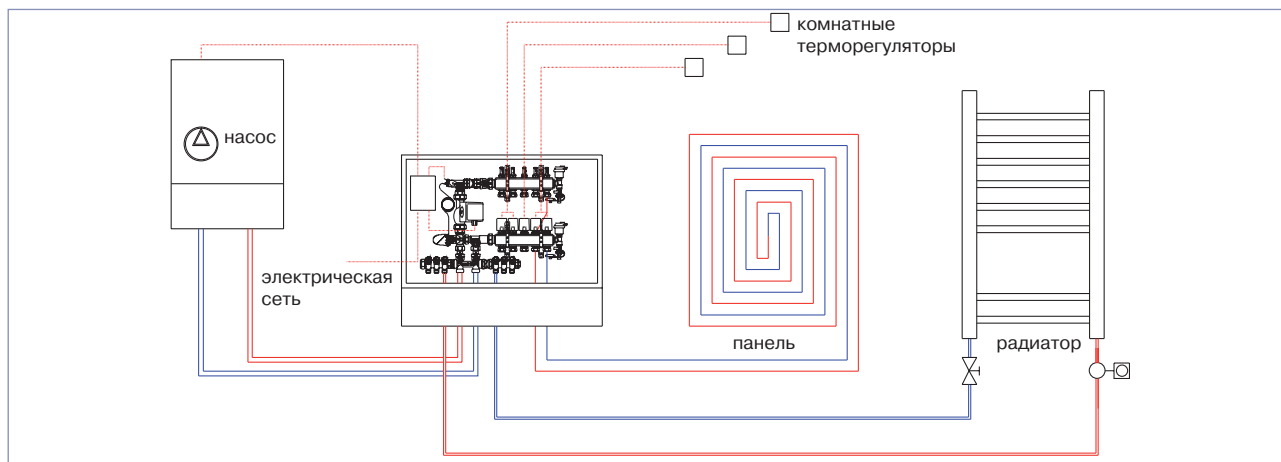 комнатные
терморегуляторы
насос
электрическая
сеть
панель
радиатор